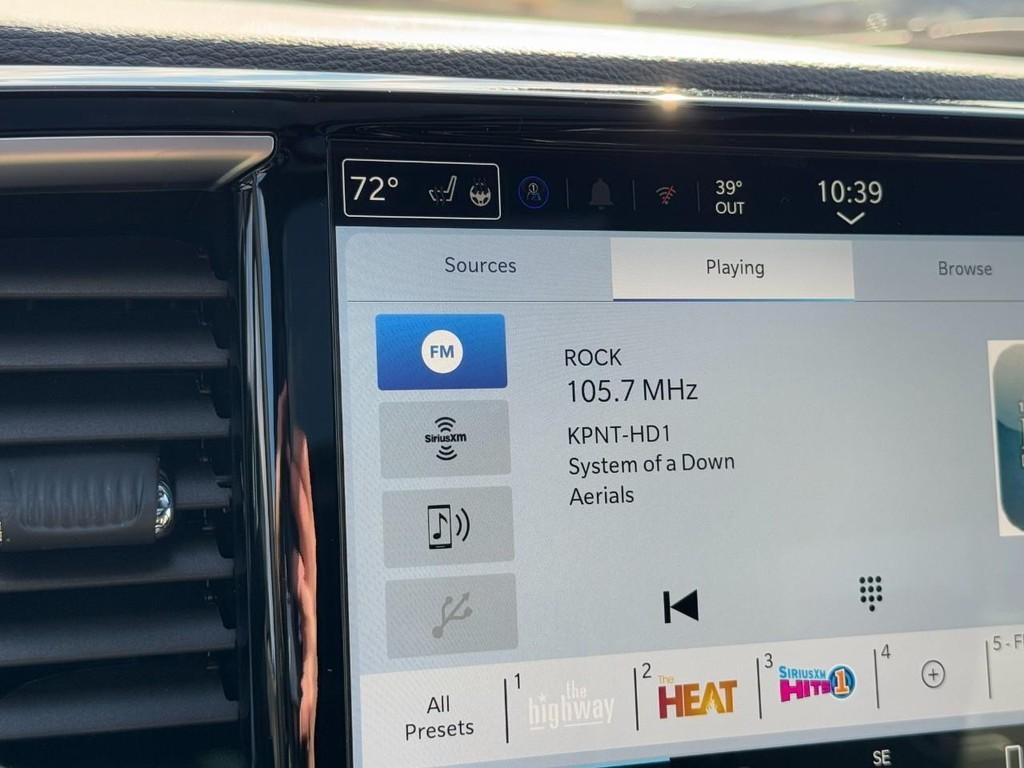 72° 39° 10:39
OUT
Sources Playing Browse
FM
ROCK
105.7 MHz
SiriusXM
KPNT-HD1
System of a Down
Aerials
All
Presets
1 the
highway
2 The
HEAT
3 SIRIUSXM
HITS 1
4
5 - F
SE